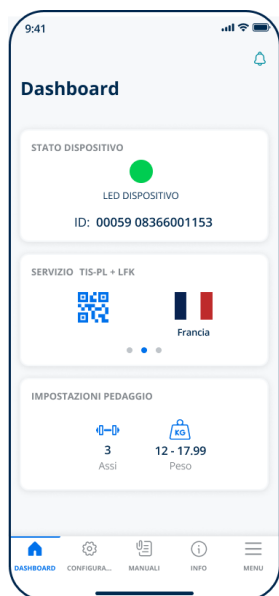 9:41
Dashboard
STATO DISPOSITIVO
LED DISPOSITIVO
ID: 00059 08366001153
SERVIZIO TIS-PL + LFK
Francia
IMPOSTAZIONI PEDAGGIO
KG
3 12 - 17.99
Assi Peso
DASHBOARD CONFIGURA... MANUALI INFO MENU